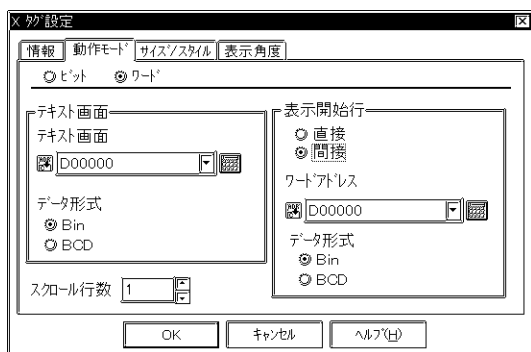 X ﾀｸﾞ設定
情報 動作ﾓｰﾄﾞ ｻｲｽﾞ/ｽﾀｲﾙ 表示角度
ﾋﾞｯﾄ ﾜｰﾄﾞ
テキスト画面
テキスト画面
D00000
データ形式
Bin
BCD
スクロール行数 1
表示開始行
直接
間接
ﾜｰﾄﾞｱﾄﾞﾚｽ
D00000
データ形式
Bin
BCD
OK ｷｬﾝｾﾙ ﾍﾙﾌﾟ(H)